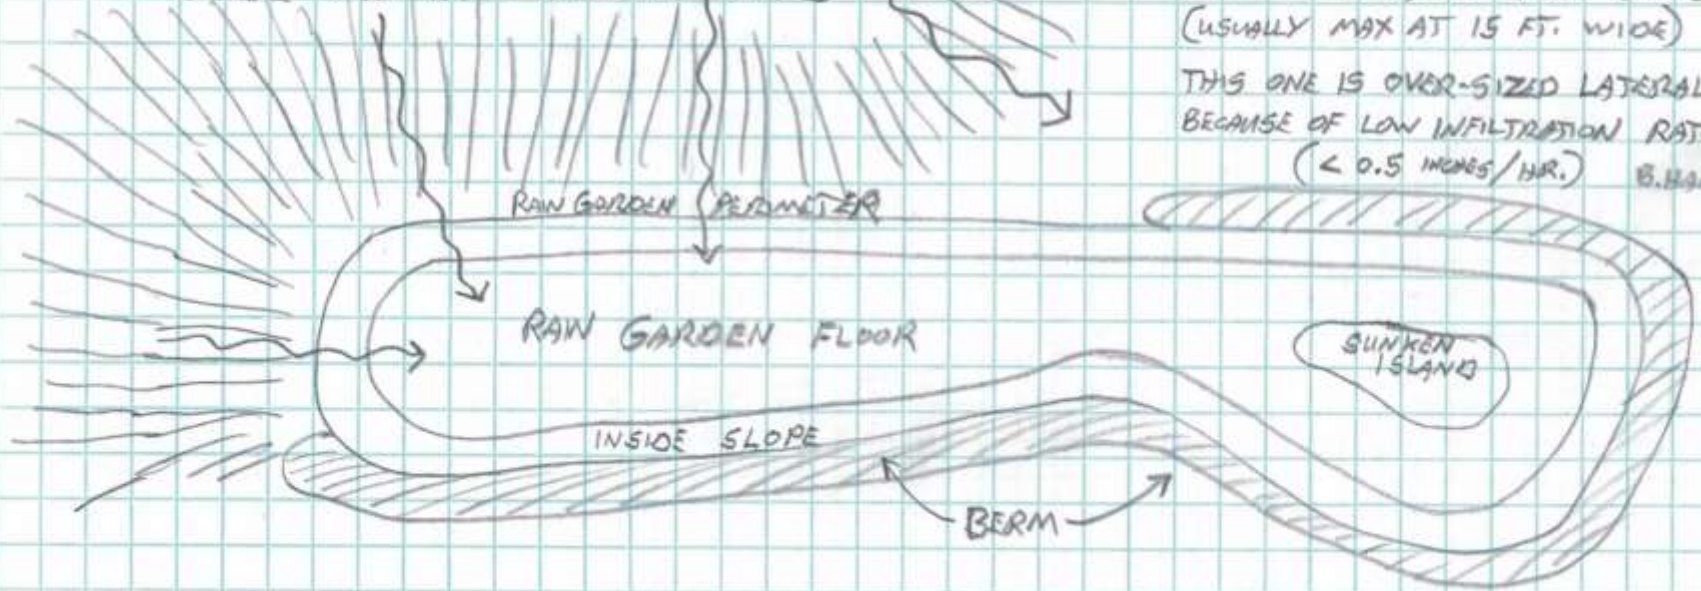 (USUALLY MAX AT 15 FT. WIDE)
THIS ONE IS OVER-SIZED LATERAL
BECAUSE OF LOW INFILTRATION RAT
(< 0.5 INCHES/HR.)
RAIN GARDEN PERIMETER
RAIN GARDEN FLOOR
SUNKEN
ISLAND
INSIDE SLOPE
BERM